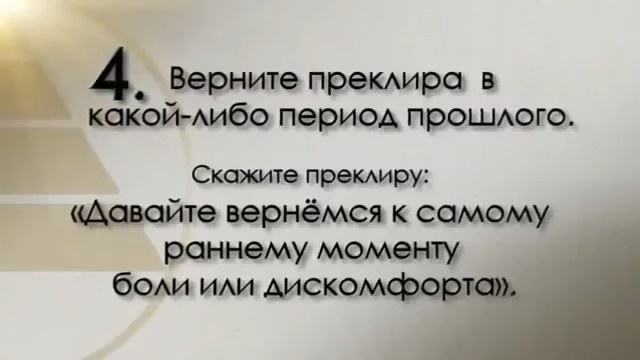 4. Верните преклира в
какой-либо период прошлого.
Скажите преклиру:
«Давайте вернёмся к самому
раннему моменту
боли или дискомфорта».